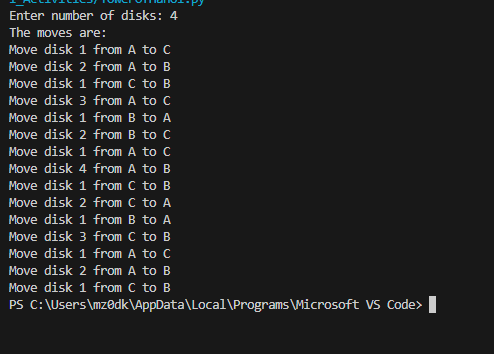 1_Activities/TowerofHanoi.py
Enter number of disks: 4
The moves are:
Move disk 1 from A to C
Move disk 2 from A to B
Move disk 1 from C to B
Move disk 3 from A to C
Move disk 1 from B to A
Move disk 2 from B to C
Move disk 1 from A to C
Move disk 4 from A to B
Move disk 1 from C to B
Move disk 2 from C to A
Move disk 1 from B to A
Move disk 3 from C to B
Move disk 1 from A to C
Move disk 2 from A to B
Move disk 1 from C to B
PS C:\Users\mz0dk\AppData\Local\Programs\Microsoft VS Code>